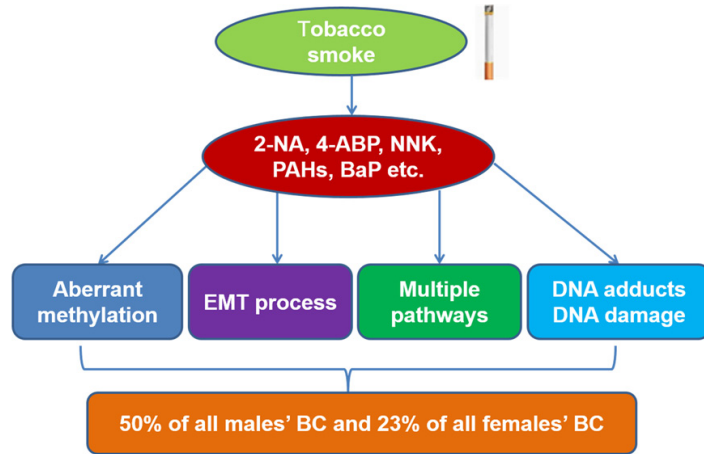 Tobacco
smoke
2-NA, 4-ABP, NNK,
PAHs, BaP etc.
Aberrant
methylation
EMT process
Multiple
pathways
DNA adducts
DNA damage
50% of all males’ BC and 23% of all females’ BC